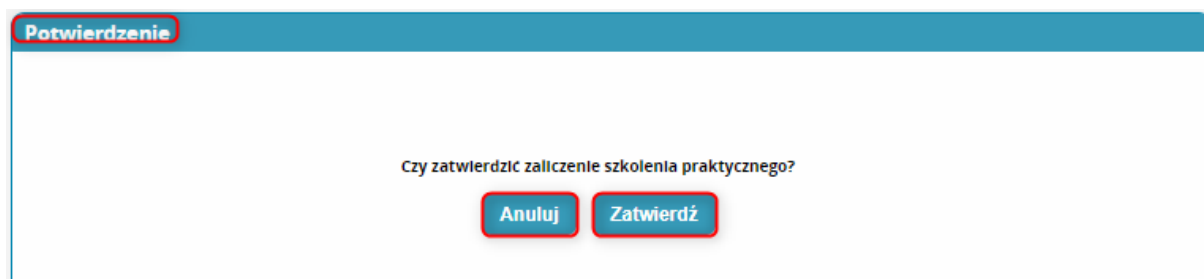 Potwierdzenie
Czy zatwierdzić zaliczenie szkolenia praktycznego?
Anuluj Zatwierdź